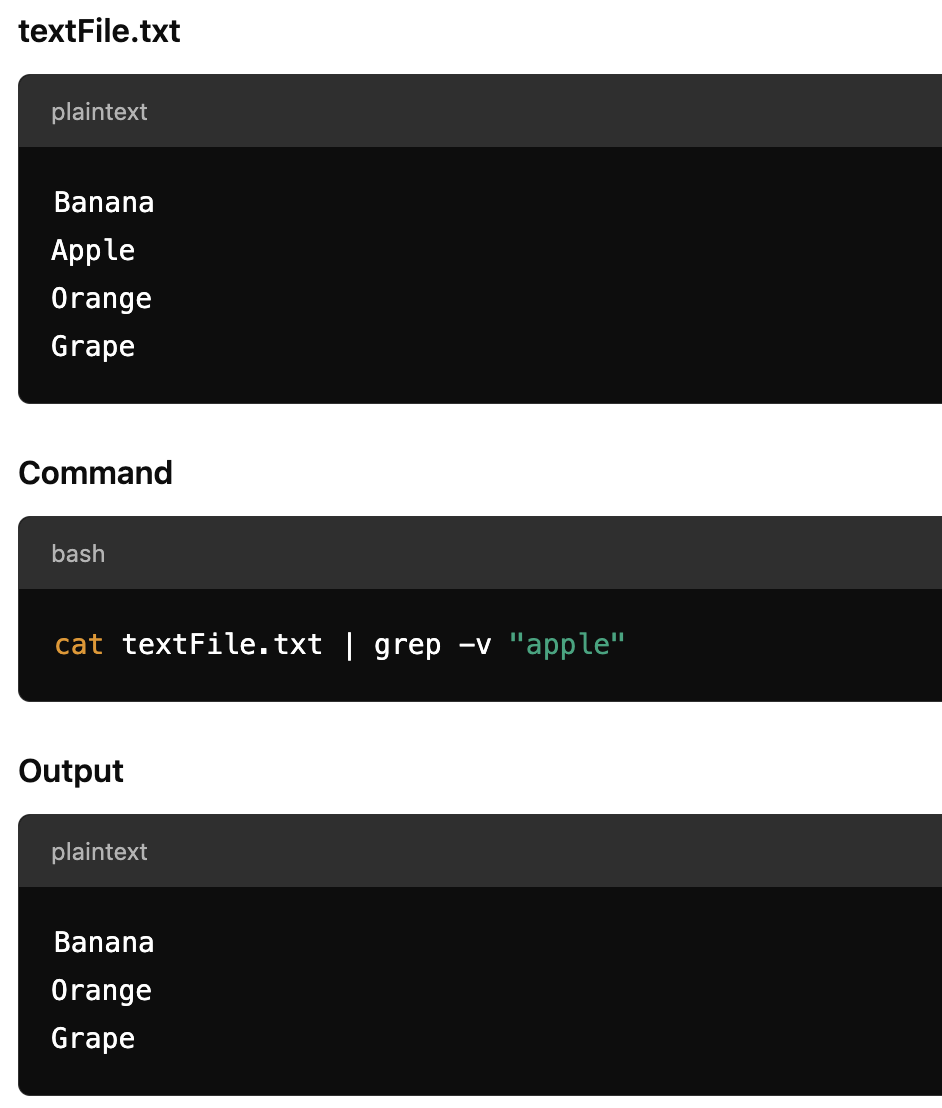 textFile.txt
plaintext
Banana
Apple
Orange
Grape
Command
bash
cat textFile.txt | grep -v "apple"
Output
plaintext
Banana
Orange
Grape